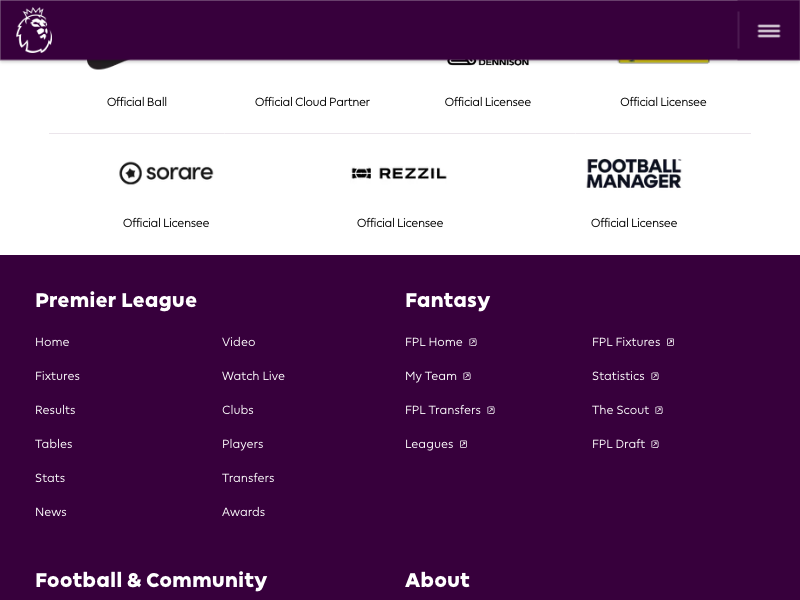 DENNISON
Official Ball
Official Cloud Partner
Official Licensee
Official Licensee
sorare
REZZIL
FOOTBALL
MANAGER
Official Licensee
Official Licensee
Official Licensee
Premier League
Fantasy
Home
Video
FPL Home
FPL Fixtures
Fixtures
Watch Live
My Team
Statistics
Results
Clubs
FPL Transfers
The Scout
Tables
Players
Leagues
FPL Draft
Stats
Transfers
News
Awards
Football & Community
About